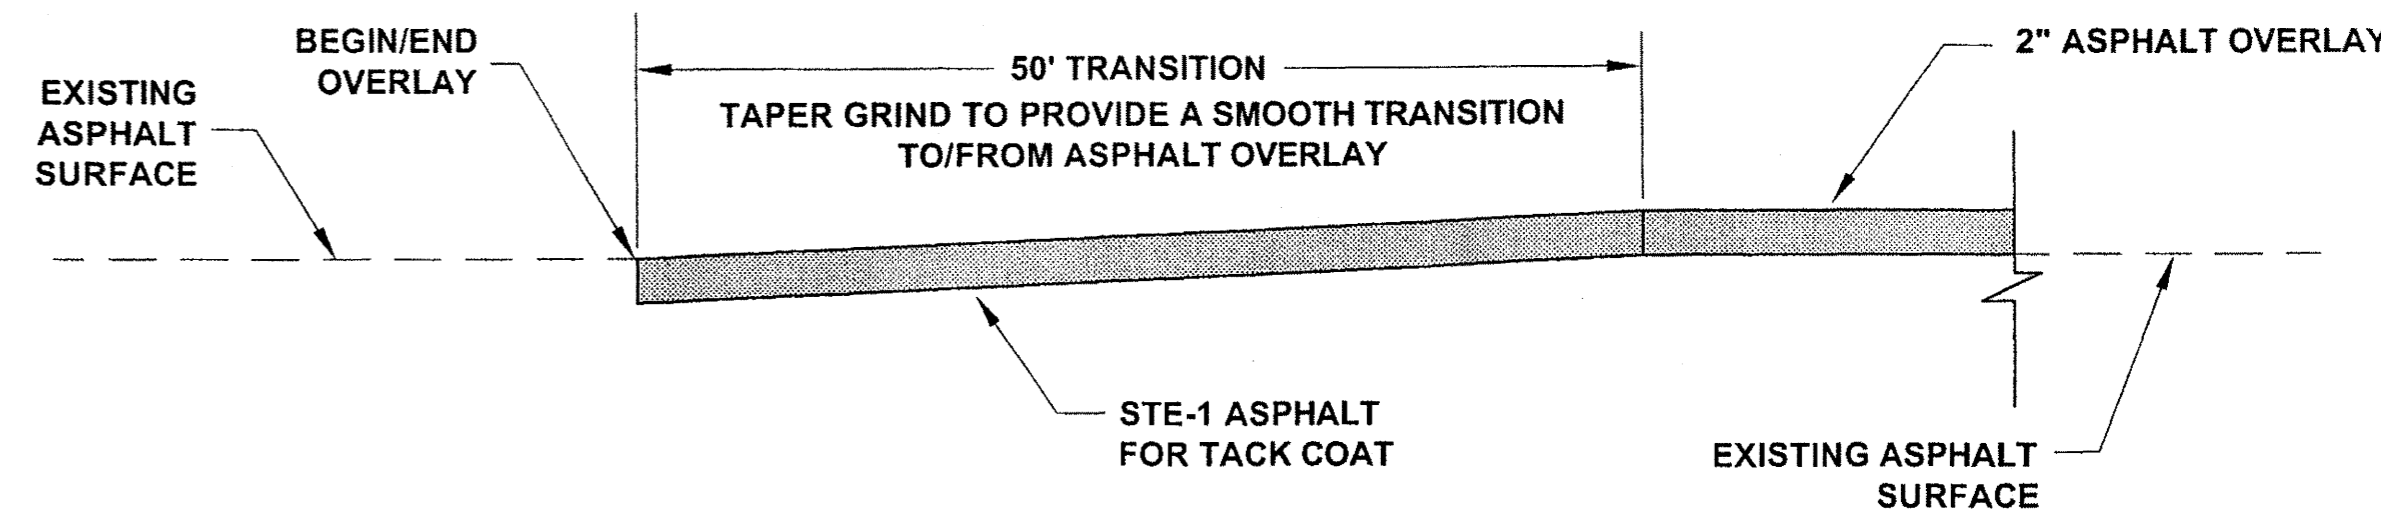 BEGIN/END
OVERLAY
EXISTING
ASPHALT
SURFACE
50' TRANSITION
TAPER GRIND TO PROVIDE A SMOOTH TRANSITION
TO/FROM ASPHALT OVERLAY
2" ASPHALT OVERLAY
STE-1 ASPHALT
FOR TACK COAT
EXISTING ASPHALT
SURFACE